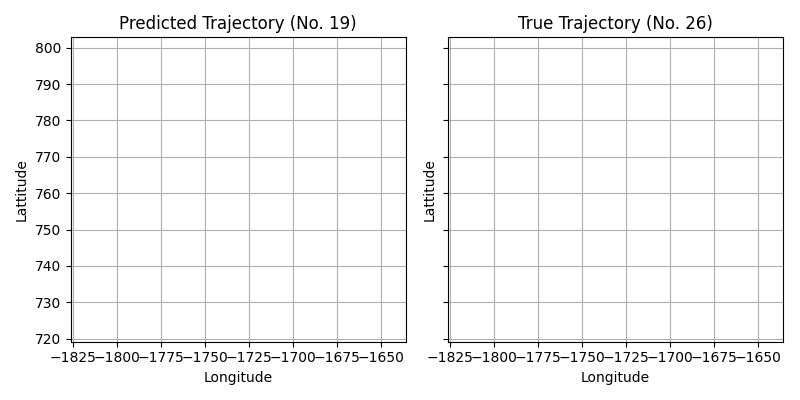 Predicted Trajectory (No. 19)
True Trajectory (No. 26)
800
790
780
770
760
750
740
730
720
Lattitude
Lattitude
−1825 −1800 −1775 −1750 −1725 −1700 −1675 −1650
−1825 −1800 −1775 −1750 −1725 −1700 −1675 −1650
Longitude
Longitude